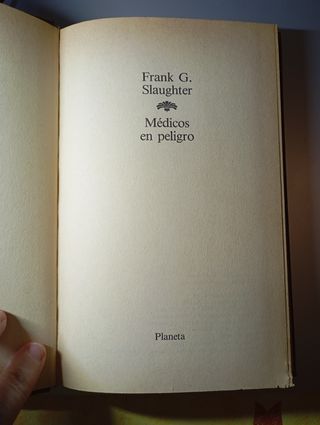 Frank G.
Slaughter
Médicos
en peligro
Planeta